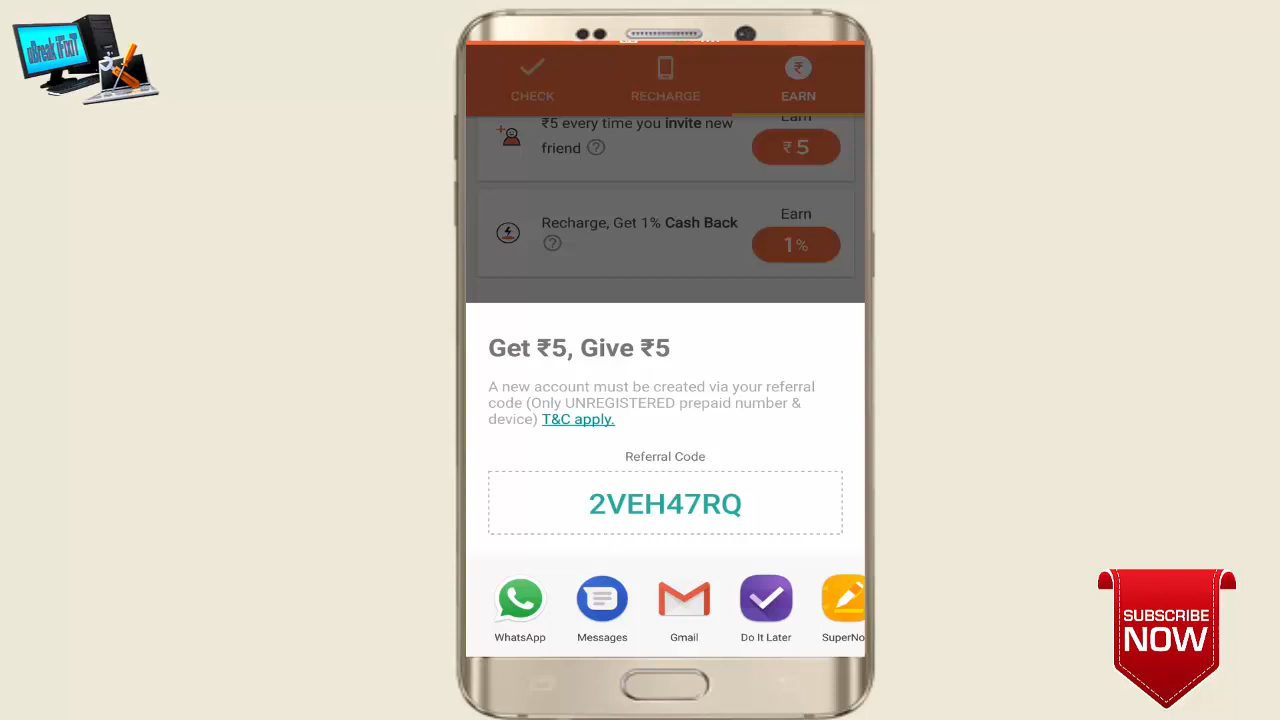 uBreak iFixIT
CHECK
RECHARGE
EARN
₹5 every time you invite new
friend ?
Earn
₹ 5
Recharge, Get 1% Cash Back
?
Earn
1%
Get ₹5, Give ₹5
A new account must be created via your referral
code (Only UNREGISTERED prepaid number &
device) T&C apply.
Referral Code
2VEH47RQ
WhatsApp
Messages
Gmail
Do It Later
SuperNo
SUBSCRIBE
NOW